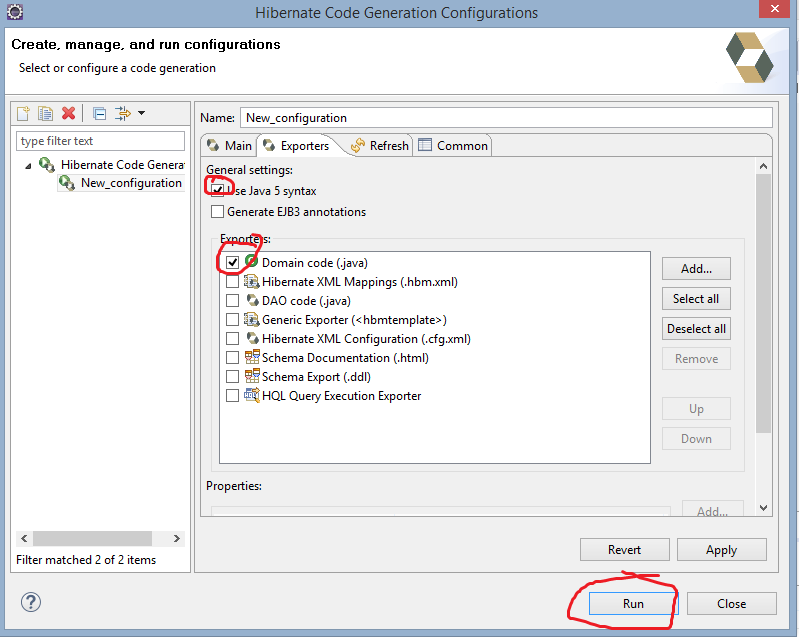 Hibernate Code Generation Configurations
Create, manage, and run configurations
Select or configure a code generation
type filter text
Hibernate Code Genera
New_configuration
Filter matched 2 of 2 items
Name: New_configuration
Main Exporters Refresh Common
General settings:
Use Java 5 syntax
Generate EJB3 annotations
Exporters:
Domain code (.java)
Hibernate XML Mappings (.hbm.xml)
DAO code (.java)
Generic Exporter (<hbmtemplate>)
Hibernate XML Configuration (.cfg.xml)
Schema Documentation (.html)
Schema Export (.ddl)
HQL Query Execution Exporter
Add...
Select all
Deselect all
Remove
Up
Down
Properties:
Add...
Revert Apply
Run Close